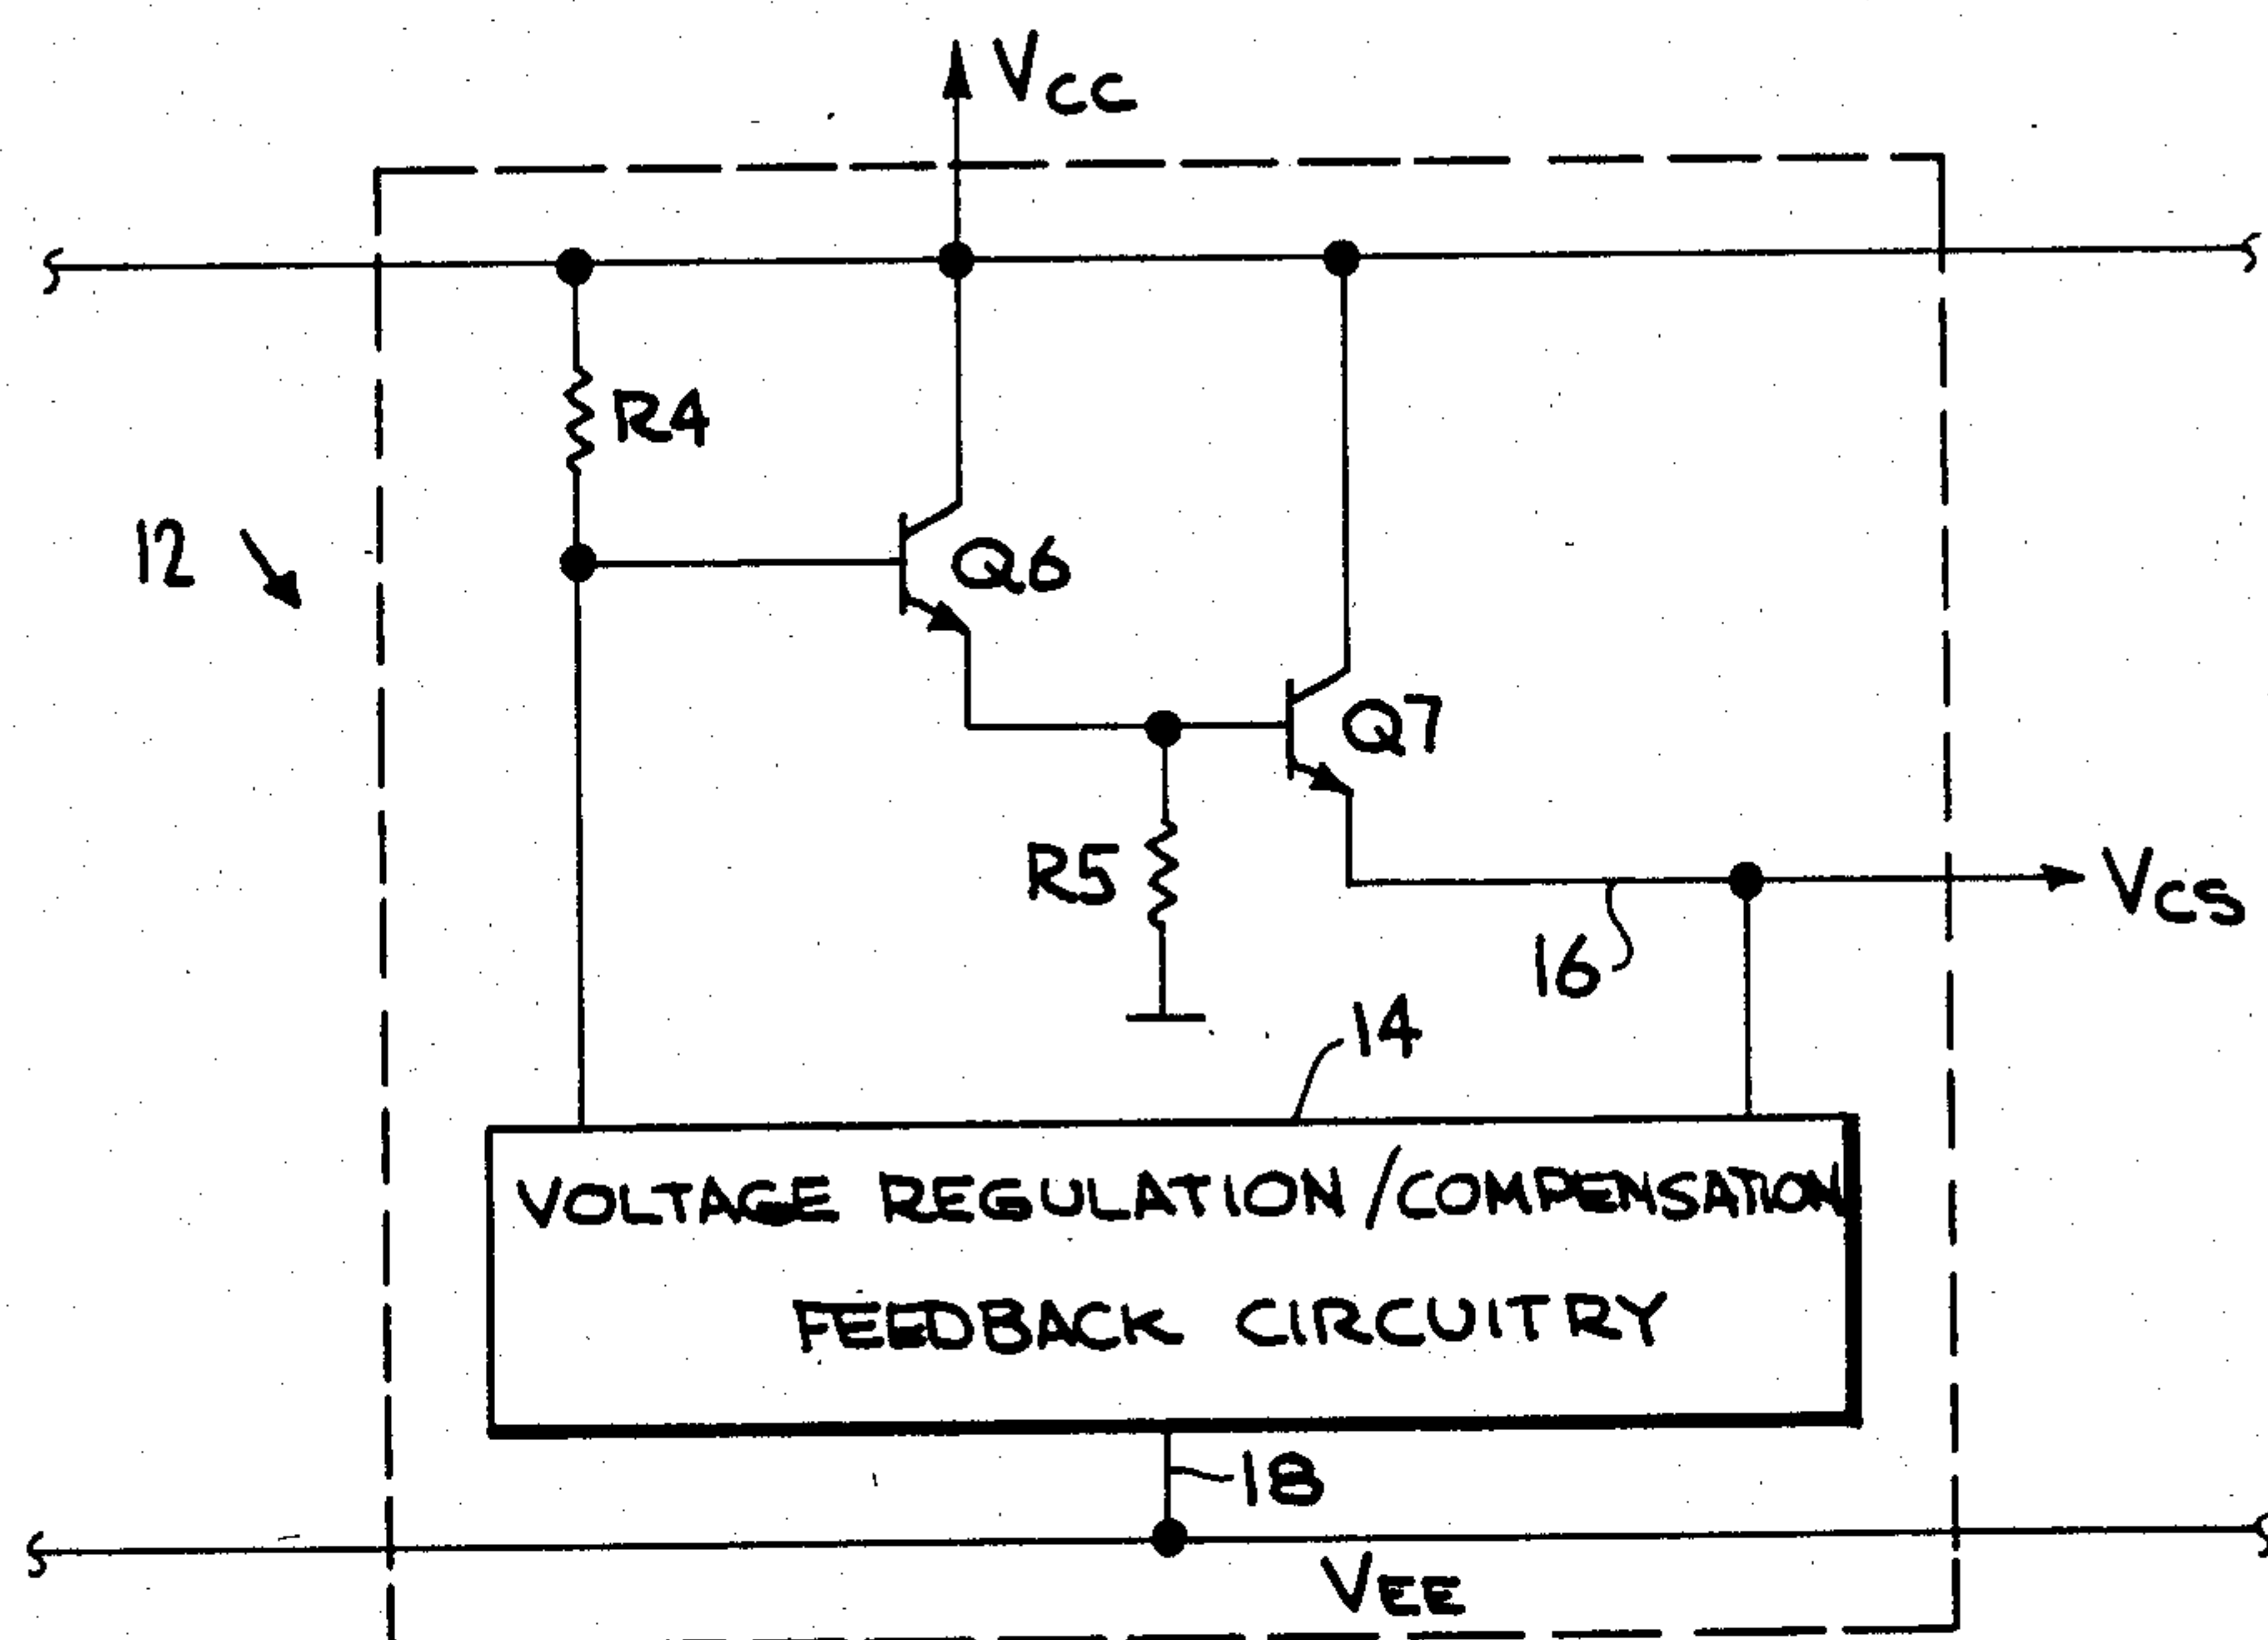 VCC
R4
12
Q6
Q7
R5
VCS
16
14
VOLTAGE REGULATION/COMPENSATION
FEEDBACK CIRCUITRY
18
VEE